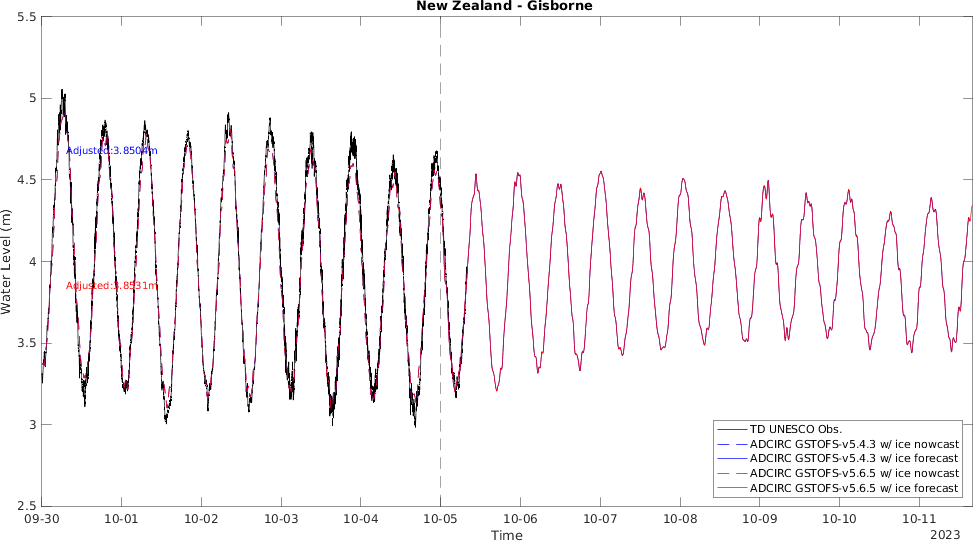 New Zealand - Gisborne
5.5
5
4.5
4
3.5
3
2.5
Water Level (m)
Adjusted:3.8504m
Adjusted:3.8531m
TD UNESCO Obs.
ADCIRC GSTOFS-v5.4.3 w/ ice nowcast
ADCIRC GSTOFS-v5.4.3 w/ ice forecast
ADCIRC GSTOFS-v5.6.5 w/ ice nowcast
ADCIRC GSTOFS-v5.6.5 w/ ice forecast
09-30 10-01 10-02 10-03 10-04 10-05 10-06 10-07 10-08 10-09 10-10 10-11
Time
2023